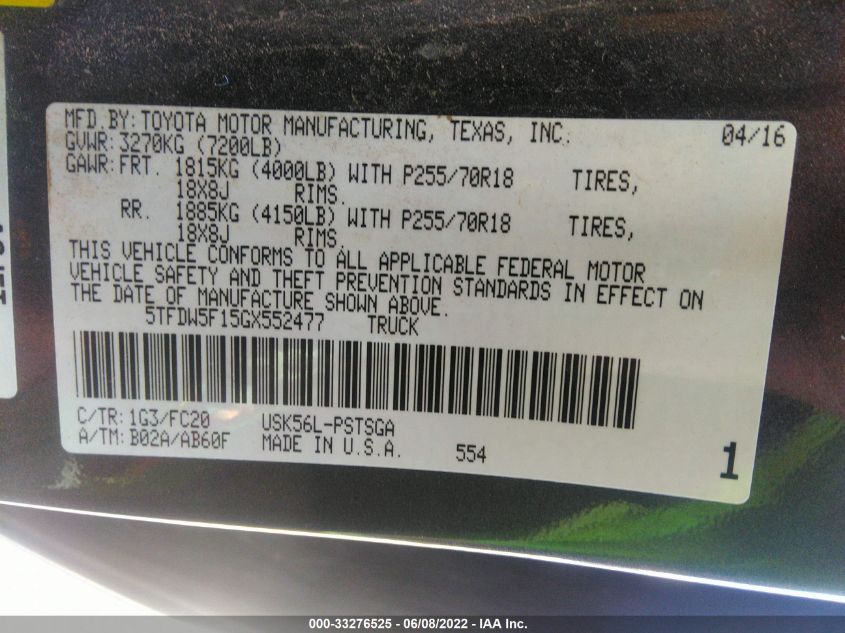 MFD BY: TOYOTA MOTOR MANUFACTURING, TEXAS, INC. 04/16
GVWR: 3270KG (7200LB)
GAWR: FRT. 1815KG (4000LB) WITH P255/70R18 TIRES,
18X8J RIMS.
RR. 1885KG (4150LB) WITH P255/70R18 TIRES,
18X8J RIMS.
THIS VEHICLE CONFORMS TO ALL APPLICABLE FEDERAL MOTOR
VEHICLE SAFETY AND THEFT PREVENTION STANDARDS IN EFFECT ON
THE DATE OF MANUFACTURE SHOWN ABOVE.
5TFDW5F15GX552477 TRUCK
C/TR: 1G3/FC20 USK56L-PSTSGA
A/TM: B02A/AB60F MADE IN U.S.A. 554 1
000-33276525 - 06/08/2022 - IAA Inc.